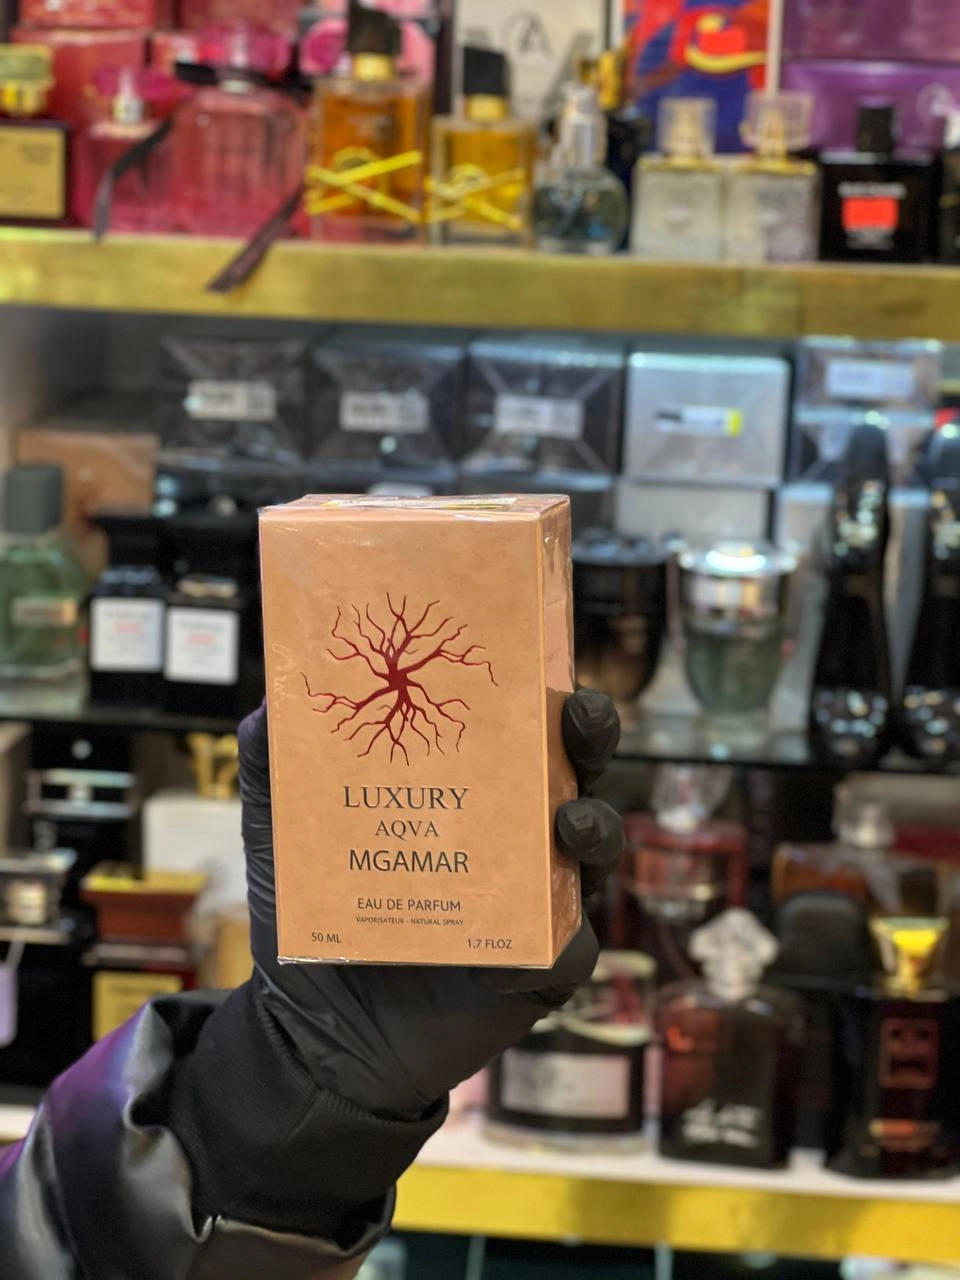 LUXURY
AQVA
MGAMAR
EAU DE PARFUM
VAPORISATEUR - NATURAL SPRAY
50 ML
1.7 FLOZ